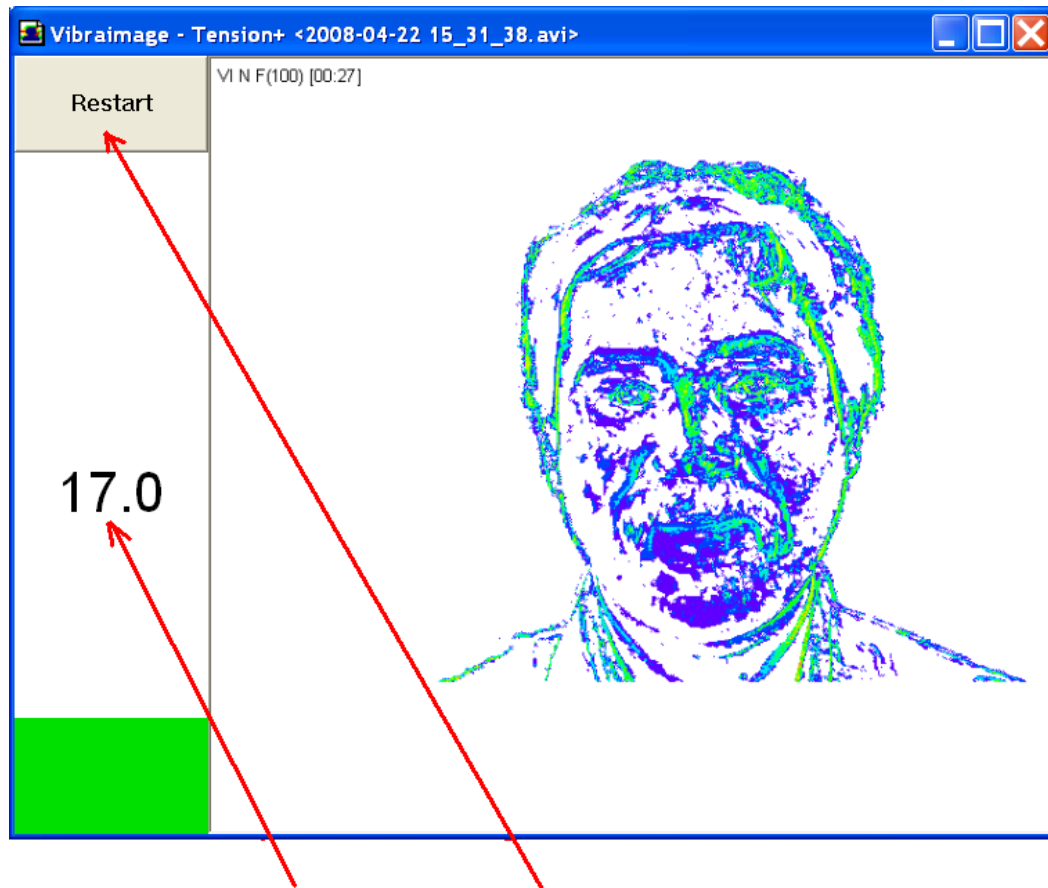 Vibraimage - Tension+ <2008-04-22 15_31_38.avi>
Restart
VI N F(100) [00:27]
17.0